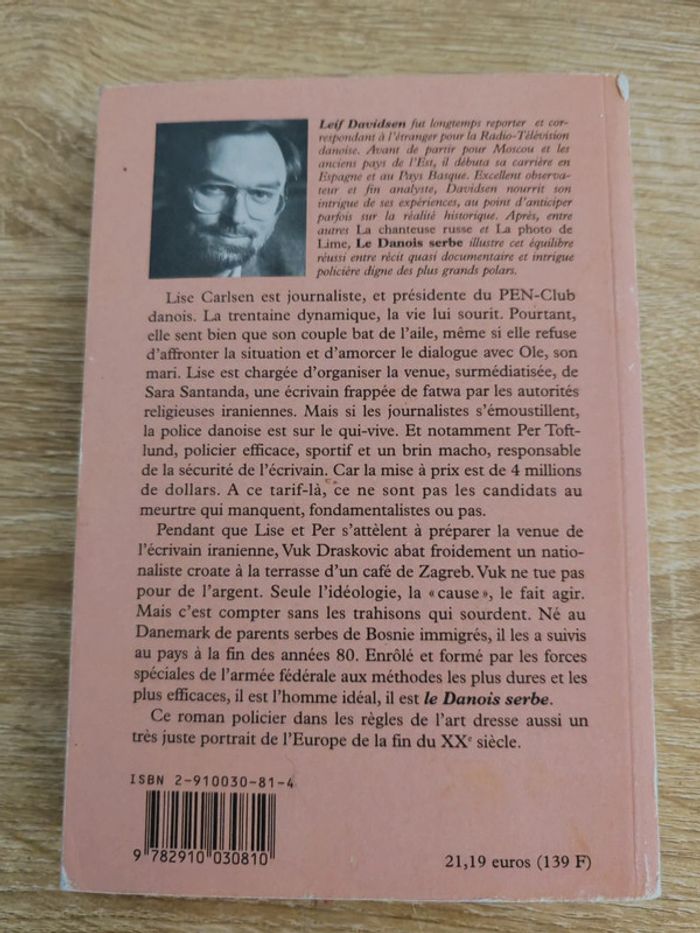 Leif Davidsen fut longtemps reporter et cor-
respondant à l'étranger pour la Radio-Télévision
danoise. Avant de partir pour Moscou et les
anciens pays de l'Est, il débuta sa carrière en
Espagne et au Pays Basque. Excellent observa-
teur et fin analyste, Davidsen nourrit son
intrigue de ses expériences, au point d'anticiper
parfois sur la réalité historique. Après, entre
autres La chanteuse russe et La photo de
Lime, Le Danois serbe illustre cet équilibre
réussi entre récit quasi documentaire et intrigue
policière digne des plus grands polars.
Lise Carlsen est journaliste, et présidente du PEN-Club
danois. La trentaine dynamique, la vie lui sourit. Pourtant,
elle sent bien que son couple bat de l'aile, même si elle refuse
d'affronter la situation et d'amorcer le dialogue avec Ole, son
mari. Lise est chargée d'organiser la venue, surmédiatisée, de
Sara Santanda, une écrivain frappée de fatwa par les autorités
religieuses iraniennes. Mais si les journalistes s'émoustillent,
la police danoise est sur le qui-vive. Et notamment Per Toft-
lund, policier efficace, sportif et un brin macho, responsable
de la sécurité de l'écrivain. Car la mise à prix est de 4 millions
de dollars. A ce tarif-là, ce ne sont pas les candidats au
meurtre qui manquent, fondamentalistes ou pas.
Pendant que Lise et Per s'attèlent à préparer la venue de
l'écrivain iranienne, Vuk Draskovic abat froidement un natio-
naliste croate à la terrasse d'un café de Zagreb. Vuk ne tue pas
pour de l'argent. Seule l'idéologie, la «cause», le fait agir.
Mais c'est compter sans les trahisons qui sourdent. Né au
Danemark de parents serbes de Bosnie immigrés, il les a suivis
au pays à la fin des années 80. Enrôlé et formé par les forces
spéciales de l'armée fédérale aux méthodes les plus dures et les
plus efficaces, il est l'homme idéal, il est le Danois serbe.
Ce roman policier dans les règles de l'art dresse aussi un
très juste portrait de l'Europe de la fin du XXe siècle.
ISBN 2-910030-81-4
9 782910 030810
21,19 euros (139 F)